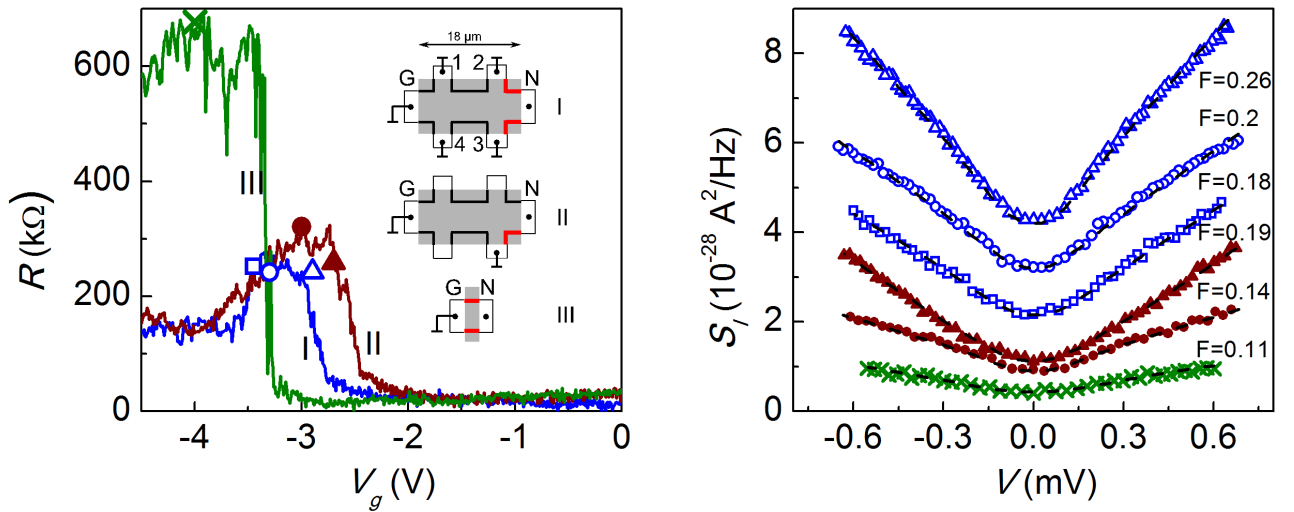 600
400
200
0
R (kΩ)
-4
-3
-2
-1
0
V_g (V)
III
I
II
18 μm
1
2
G
N
4
3
I
G
N
II
G
N
III
8
6
4
2
0
S_I (10^-28 A^2/Hz)
-0.6
-0.3
0.0
0.3
0.6
V (mV)
F=0.26
F=0.2
F=0.18
F=0.19
F=0.14
F=0.11